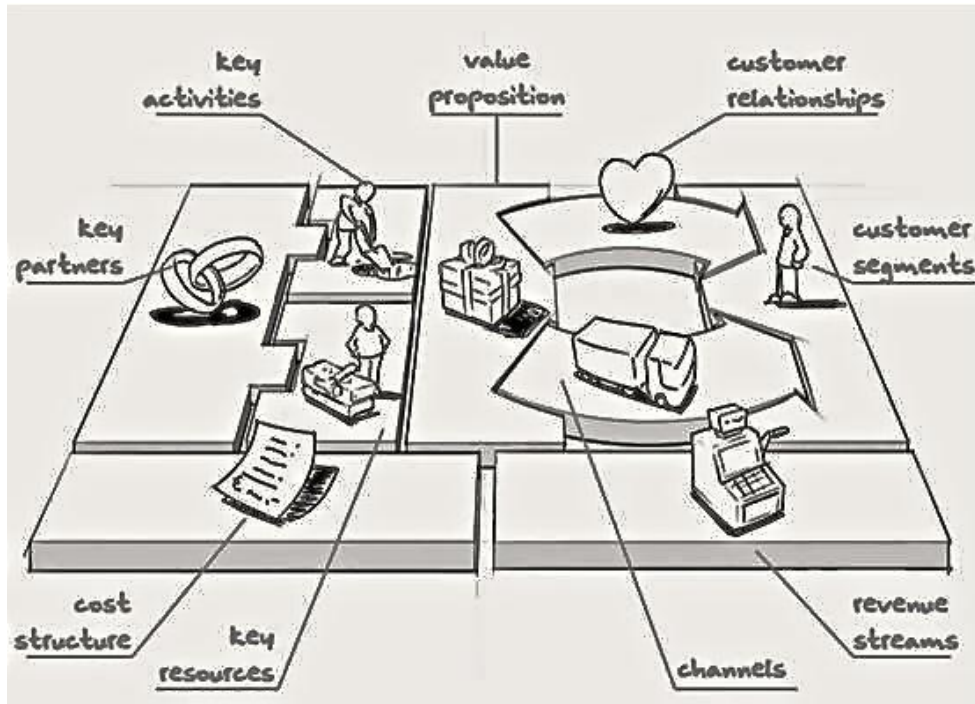 key
activities
value
proposition
customer
relationships
key
partners
customer
segments
cost
structure
key
resources
channels
revenue
streams